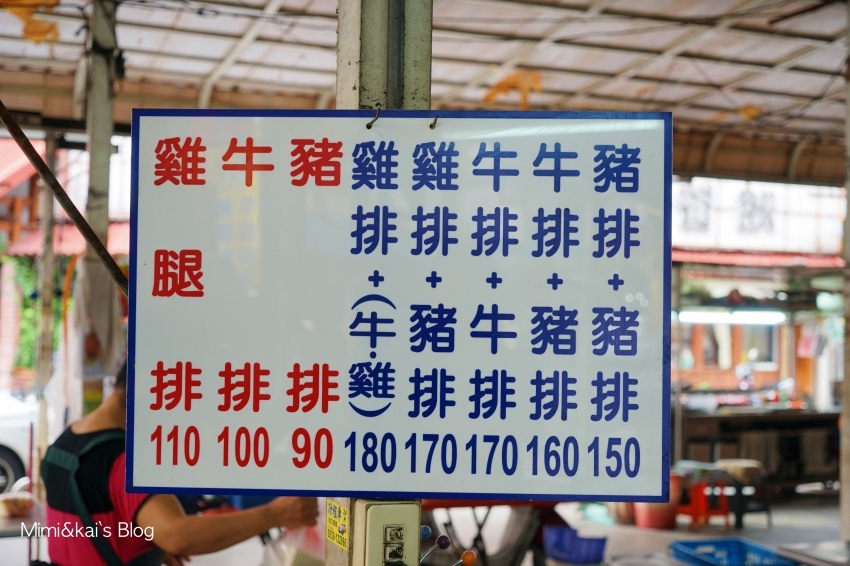 雞腿排 110
牛排 100
豬排 90
雞排+(牛·雞) 180
雞排+豬排 170
牛排+牛排 170
牛排+豬排 160
豬排+豬排 150
Mimi&kai`s Blog